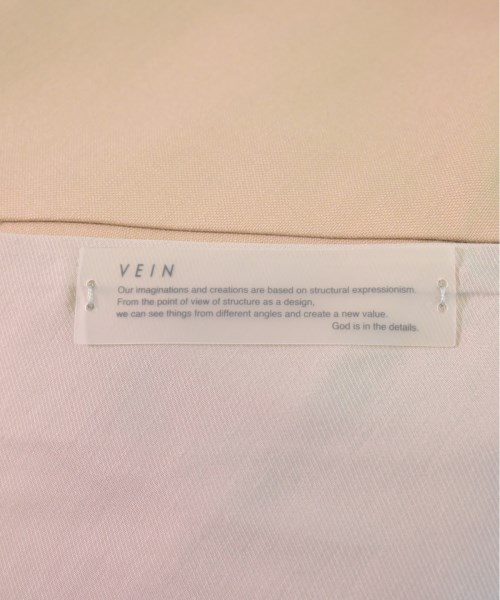 VEIN
Our imaginations and creations are based on structural expressionism.
From the point of view of structure as a design,
we can see things from different angles and create a new value.
God is in the details.